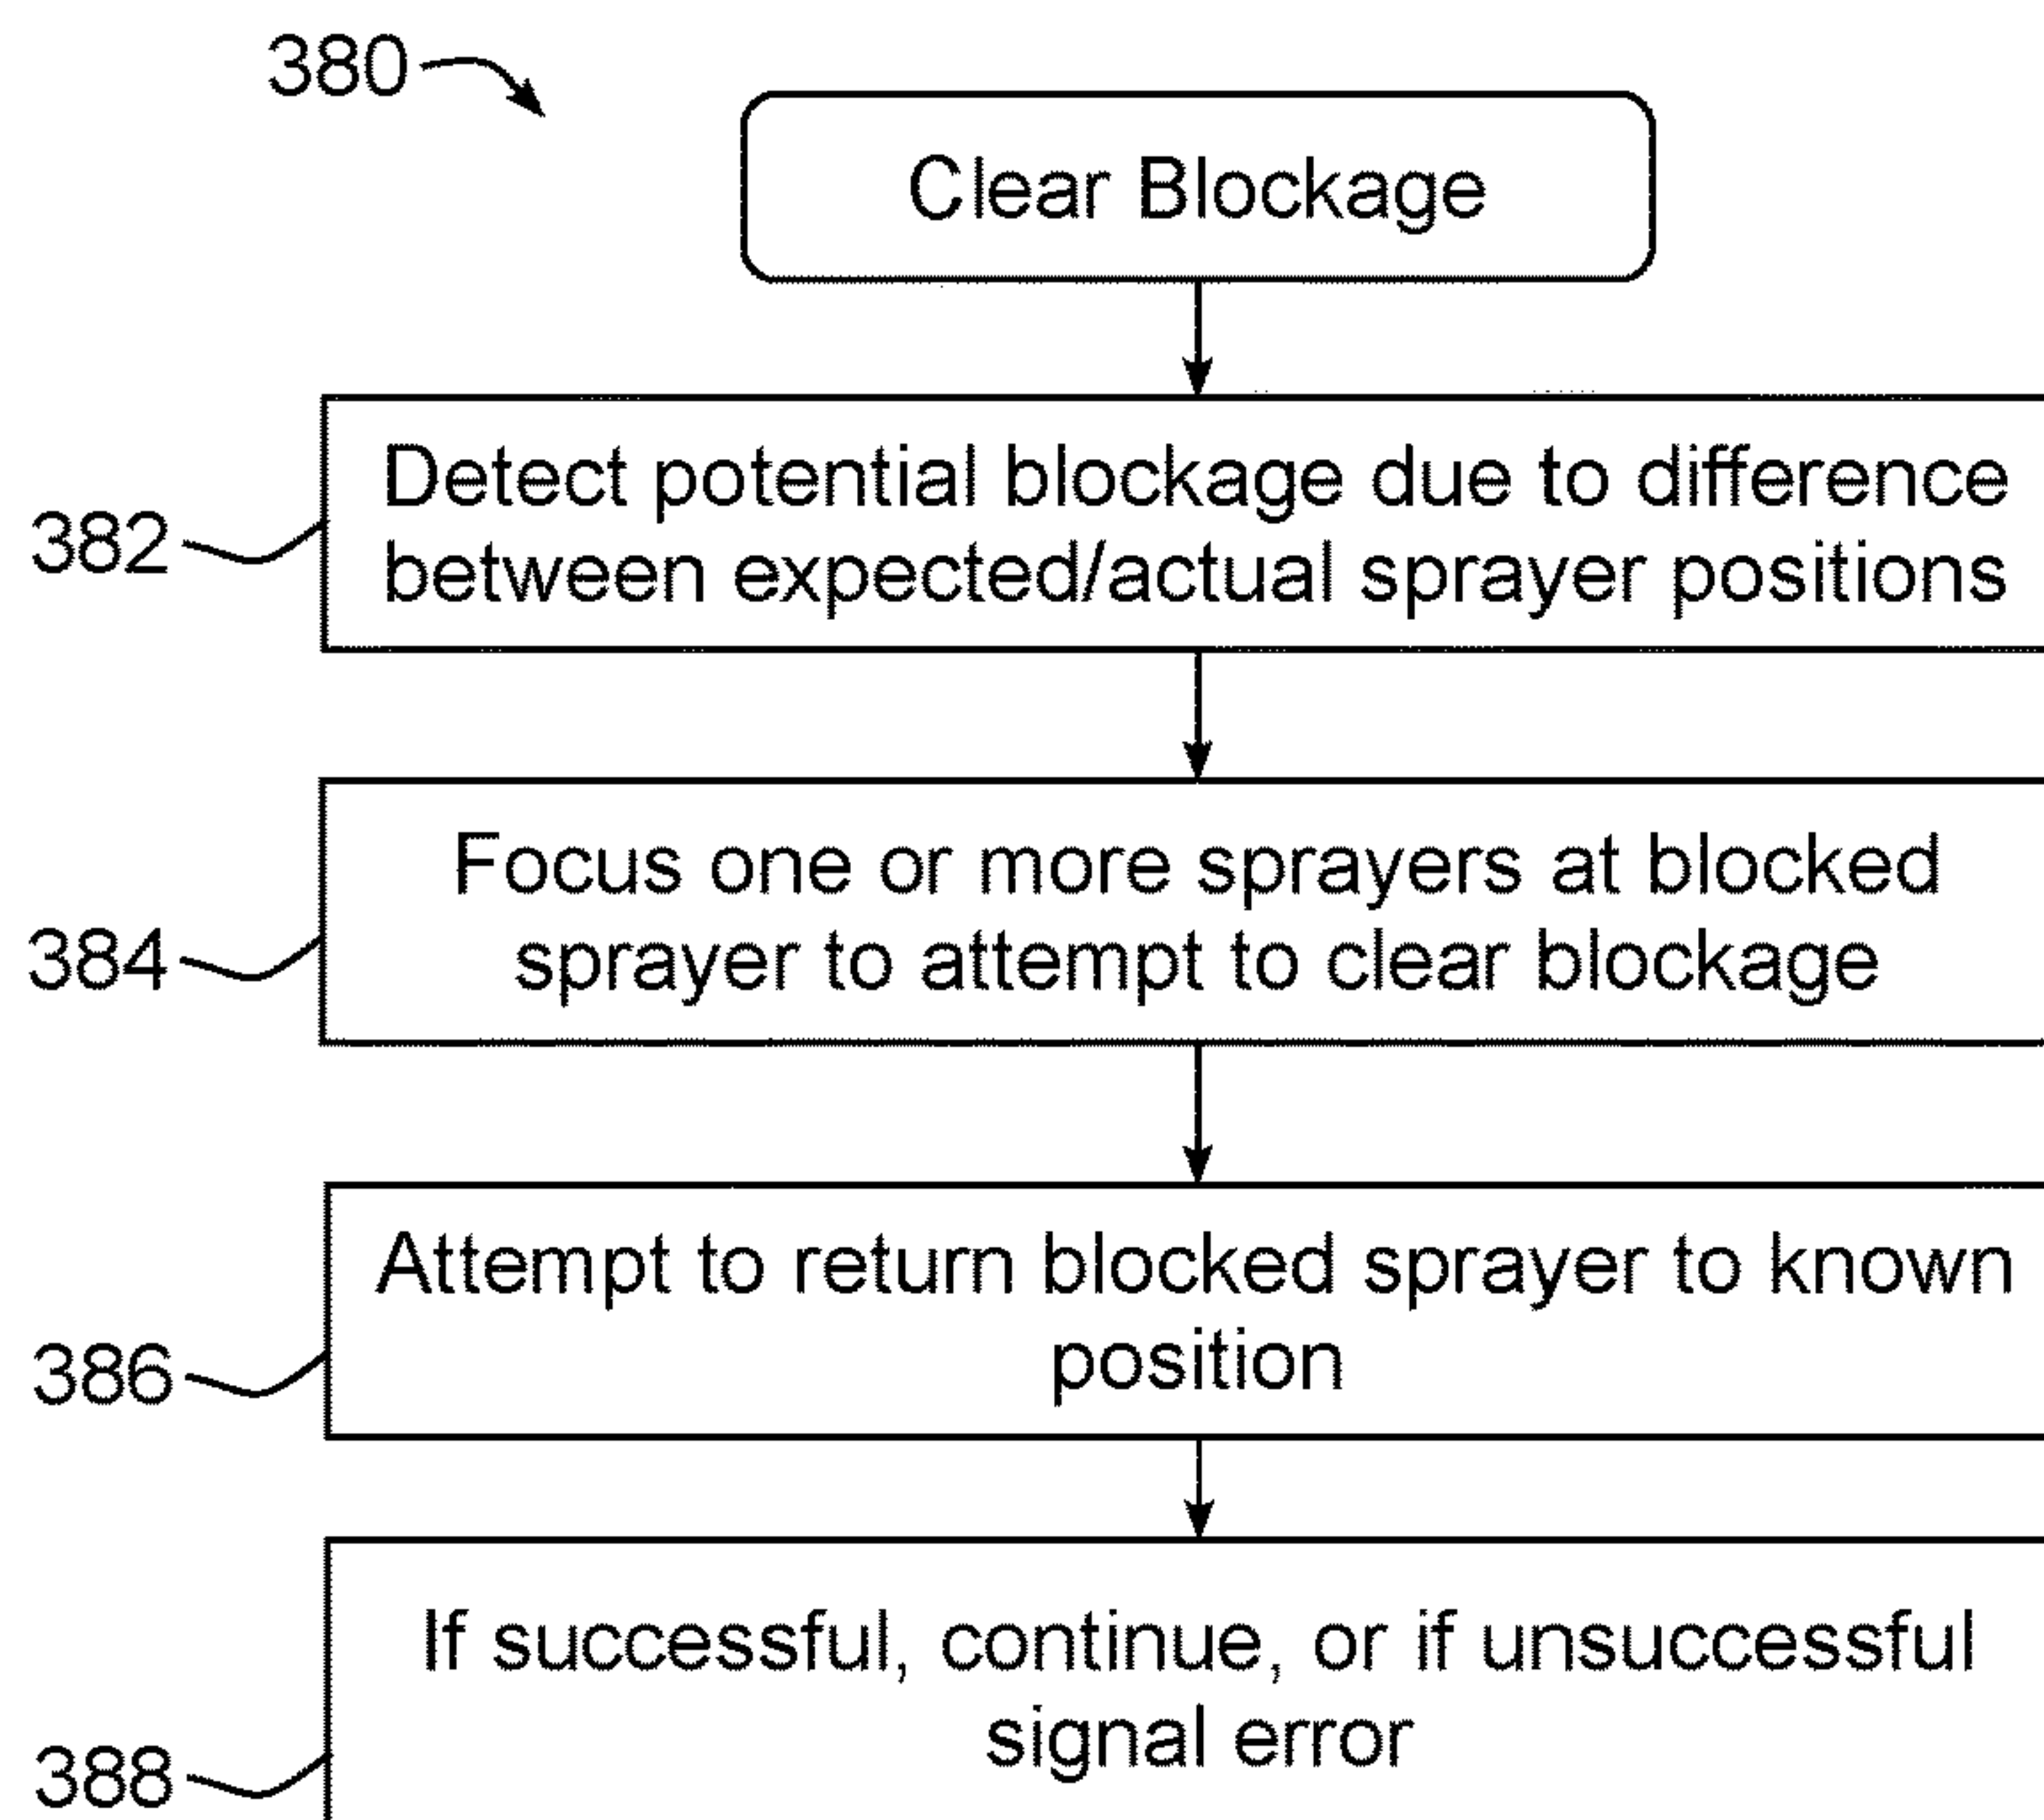 380
Clear Blockage
Detect potential blockage due to difference
between expected/actual sprayer positions
382
Focus one or more sprayers at blocked
sprayer to attempt to clear blockage
384
Attempt to return blocked sprayer to known
position
386
If successful, continue, or if unsuccessful
signal error
388